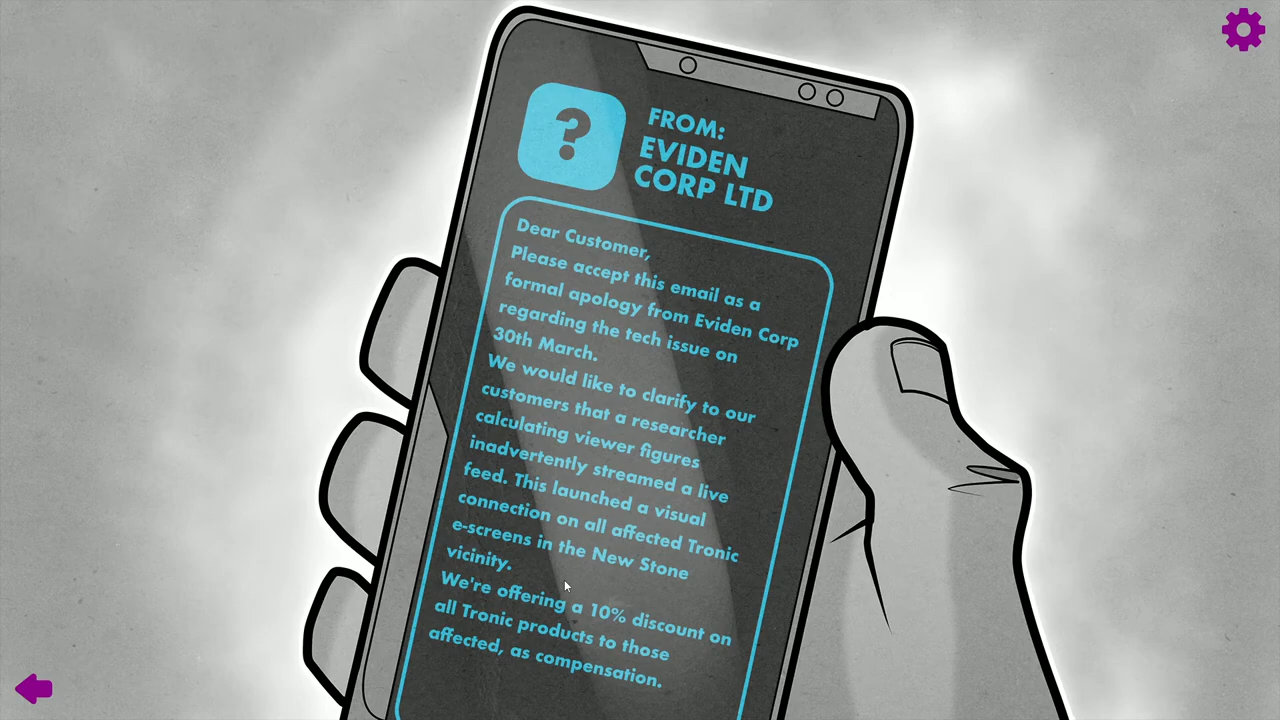 ?
FROM:
EVIDEN
CORP LTD
Dear Customer,
Please accept this email as a
formal apology from Eviden Corp
regarding the tech issue on
30th March.
We would like to clarify to our
customers that a researcher
calculating viewer figures
inadvertently streamed a live
feed. This launched a visual
connection on all affected Tronic
e-screens in the New Stone
vicinity.
We're offering a 10% discount on
all Tronic products to those
affected, as compensation.